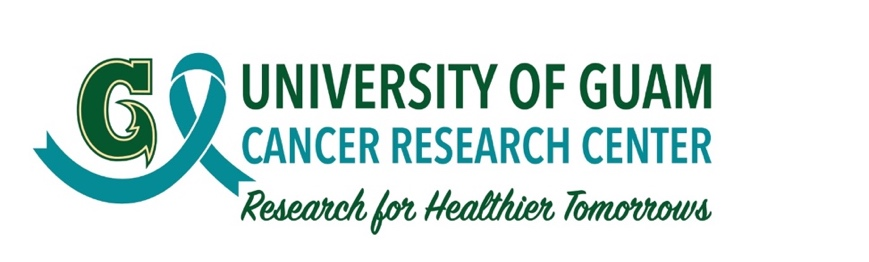 G
UNIVERSITY OF GUAM
CANCER RESEARCH CENTER
Research for Healthier Tomorrows